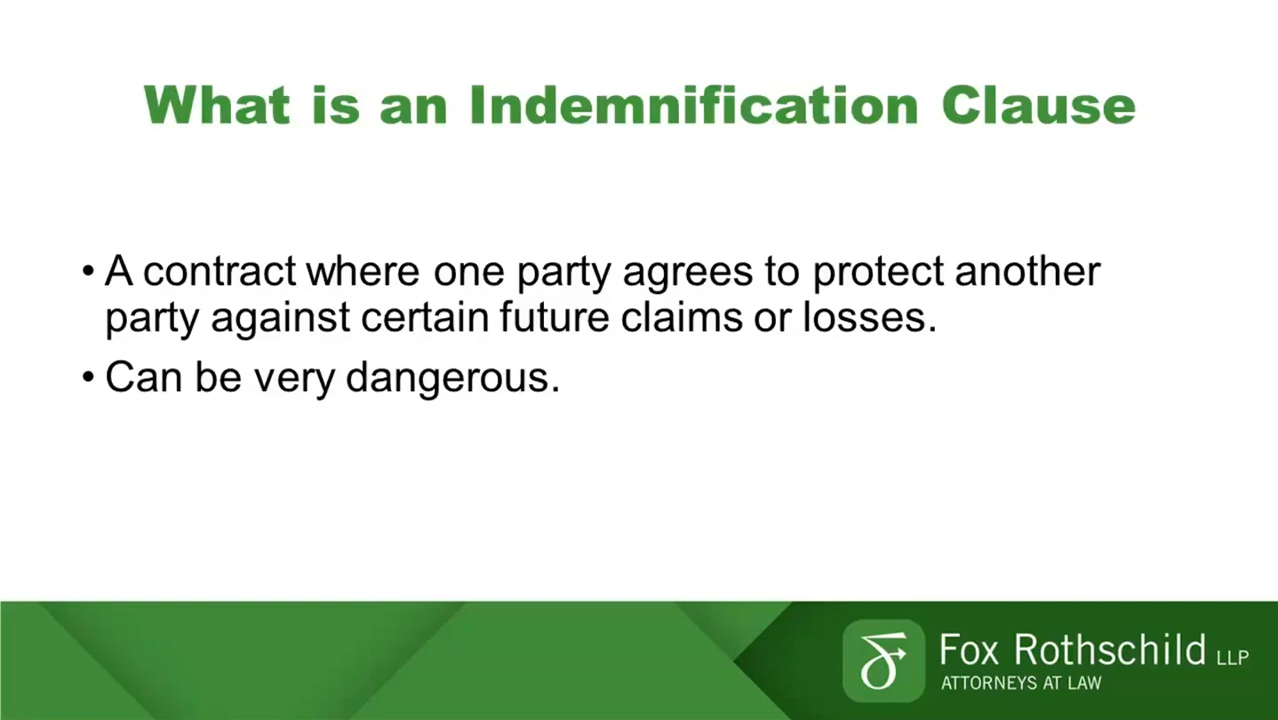 What is an Indemnification Clause
• A contract where one party agrees to protect another
party against certain future claims or losses.
• Can be very dangerous.
Fox Rothschild LLP
ATTORNEYS AT LAW